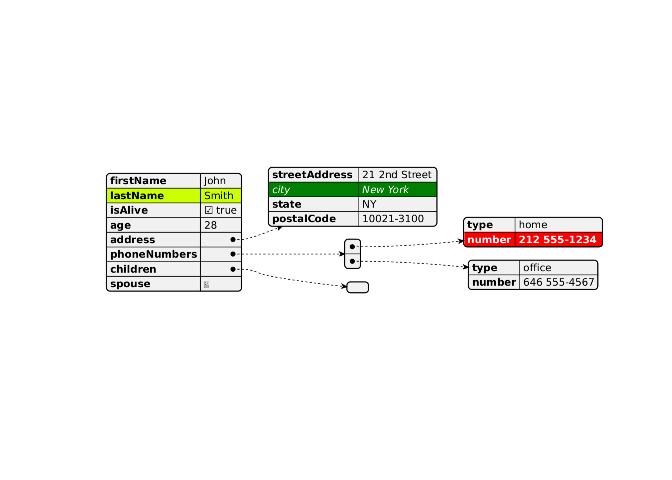 firstName John
lastName Smith
isAlive ☑ true
age 28
address
phoneNumbers
children
spouse
streetAddress 21 2nd Street
city New York
state NY
postalCode 10021-3100
type home
number 212 555-1234
type office
number 646 555-4567